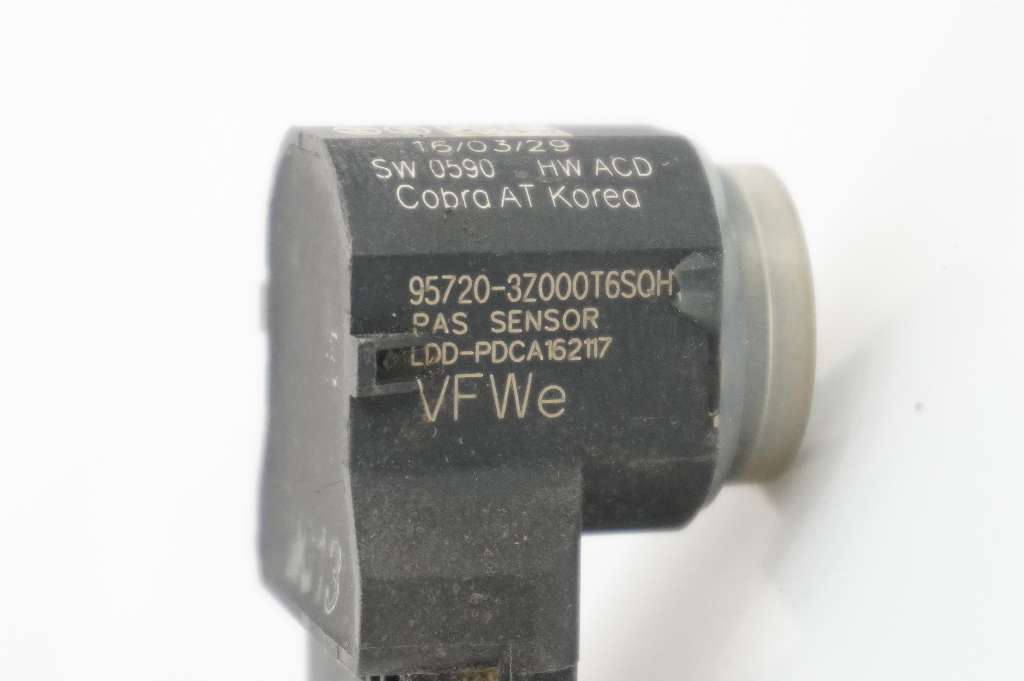 16/03/29
SW 0590 HW ACD
Cobra AT Korea
95720-3Z000T6SQH
PAS SENSOR
LDD-PDCA162117
VFWe